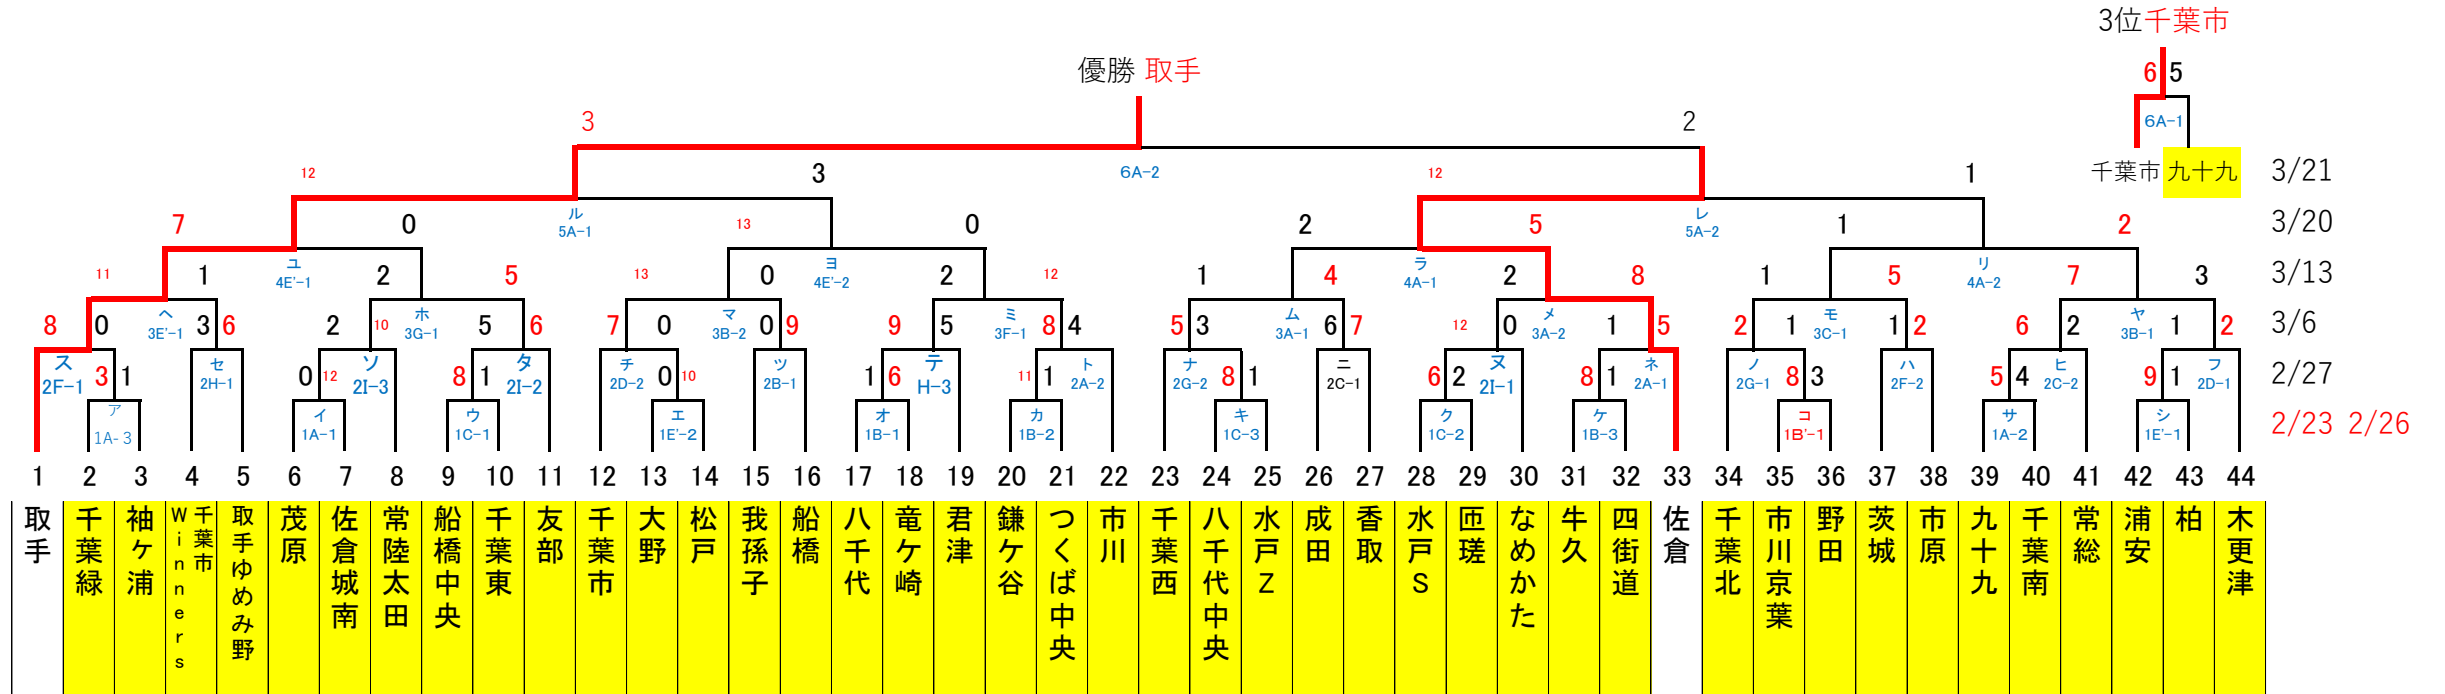 3位千葉市
優勝 取手
6 5
3 2
6A-1
12 3 6A-2 12 1 千葉市 九十九 3/21
7 0 ル 13 0 2 5 レ 1 2 3/20
5A-1 5A-2
11 1 ユ 2 5 13 0 ヨ 2 12 1 4 ラ 2 8 1 5 リ 7 3 3/13
4E'-1 4E'-2 4A-1 4A-2
8 0 ヘ 3 6 2 10 ホ 5 6 7 0 マ 0 9 9 5 ミ 8 4 5 3 ム 6 7 12 0 メ 1 5 2 1 モ 1 2 6 2 ヤ 1 2 3/6
3E'-1 3G-1 3B-2 3F-1 3A-1 3A-2 3C-1 3B-1
ス セ ソ タ チ ツ テ ト ナ ニ ヌ ネ ノ ハ ヒ フ
2F-1 3 1 2H-1 0 12 2I-3 8 1 2I-2 2D-2 0 10 2B-1 1 6 H-3 11 1 2A-2 2G-2 8 1 2C-1 6 2 2I-1 8 1 2A-1 2G-1 8 3 2F-2 5 4 2C-2 9 1 2D-1 2/27
ア イ ウ エ オ カ キ ク ケ コ サ シ
1A-3 1A-1 1C-1 1E'-2 1B-1 1B-2 1C-3 1C-2 1B-3 1B'-1 1A-2 1E'-1 2/23 2/26
1 2 3 4 5 6 7 8 9 10 11 12 13 14 15 16 17 18 19 20 21 22 23 24 25 26 27 28 29 30 31 32 33 34 35 36 37 38 39 40 41 42 43 44
取手
千葉緑
袖ヶ浦
千葉市
Winners
取手ゆめみ野
茂原
佐倉城南
常陸太田
船橋中央
千葉東
友部
千葉市
大野
松戸
我孫子
船橋
八千代
竜ケ崎
君津
鎌ケ谷
つくば中央
市川
千葉西
八千代中央
水戸Z
成田
香取
水戸S
匝瑳
なめかた
牛久
四街道
佐倉
千葉北
市川京葉
野田
茨城
市原
九十九
千葉南
常総
浦安
柏
木更津